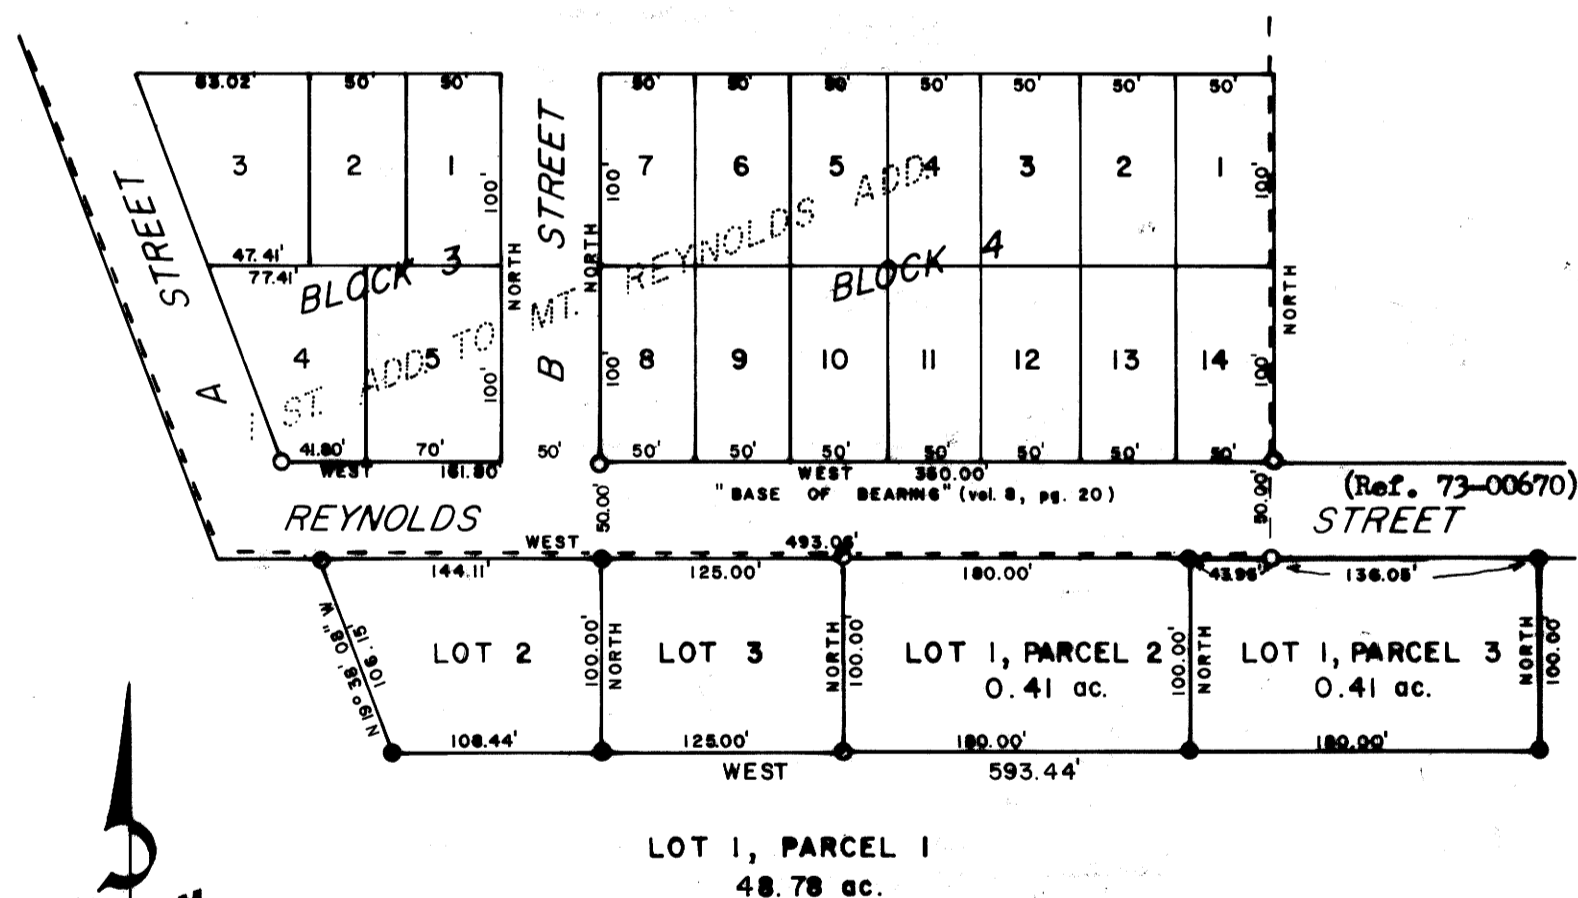 83.02' 50' 50' 50' 50' 50' 50' 50' 50' 50'
3 2 1 7 6 5 4 3 2 1
100' 100' 100'
A STREET
B STREET
47.41'
77.41'
BLOCK 3
BLOCK 4
NORTH NORTH NORTH
1 ST. ADD. TO MT. REYNOLDS ADD.
4 5 8 9 10 11 12 13 14
100' 100' 100'
41.80' 70' 50' 50' 50' 50' 50' 50' 50' 50'
WEST 161.80' WEST 350.00'
"BASE OF BEARING" (vol. 8, pg. 20)
(Ref. 73-00670)
50.00' 50.00'
REYNOLDS STREET
WEST 493.06'
144.11' 125.00' 180.00' 43.95' 136.05'
N 19° 38' 08" W
106.15'
LOT 2
100.00' NORTH
LOT 3
NORTH 100.00'
LOT 1, PARCEL 2
0.41 ac.
100.00' NORTH
LOT 1, PARCEL 3
0.41 ac.
NORTH 100.00'
108.44' 125.00' 180.00' 180.00'
WEST 593.44'
LOT 1, PARCEL 1
48.78 ac.